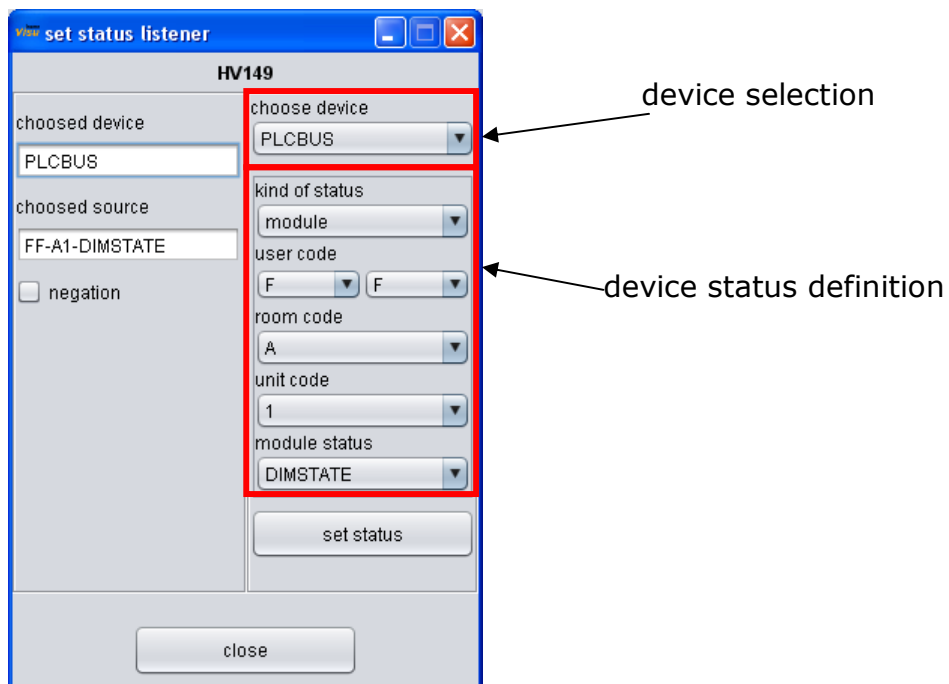 Visu set status listener
HV149
choosed device
PLCBUS
choosed source
FF-A1-DIMSTATE
negation
choose device
PLCBUS
kind of status
module
user code
F F
room code
A
unit code
1
module status
DIMSTATE
set status
close
device selection
device status definition